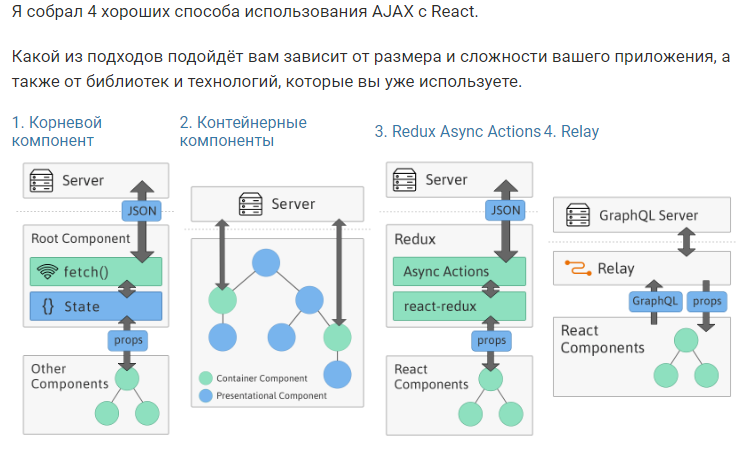 Я собрал 4 хороших способа использования AJAX с React.
Какой из подходов подойдёт вам зависит от размера и сложности вашего приложения, а
также от библиотек и технологий, которые вы уже используете.
1. Корневой
компонент
Server
JSON
Root Component
fetch()
{} State
props
Other
Components
2. Контейнерные
компоненты
Server
Container Component
Presentational Component
3. Redux Async Actions
Server
JSON
Redux
Async Actions
react-redux
props
React
Components
4. Relay
GraphQL Server
Relay
GraphQL
props
React
Components